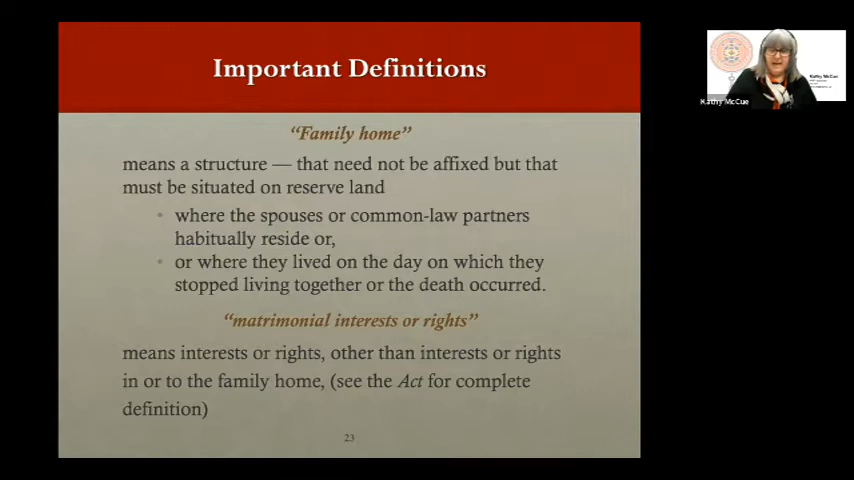 Important Definitions
“Family home”
means a structure — that need not be affixed but that
must be situated on reserve land
• where the spouses or common-law partners
habitually reside or,
• or where they lived on the day on which they
stopped living together or the death occurred.
“matrimonial interests or rights”
means interests or rights, other than interests or rights
in or to the family home, (see the Act for complete
definition)
23
Kathy McCue
Kathy McCue